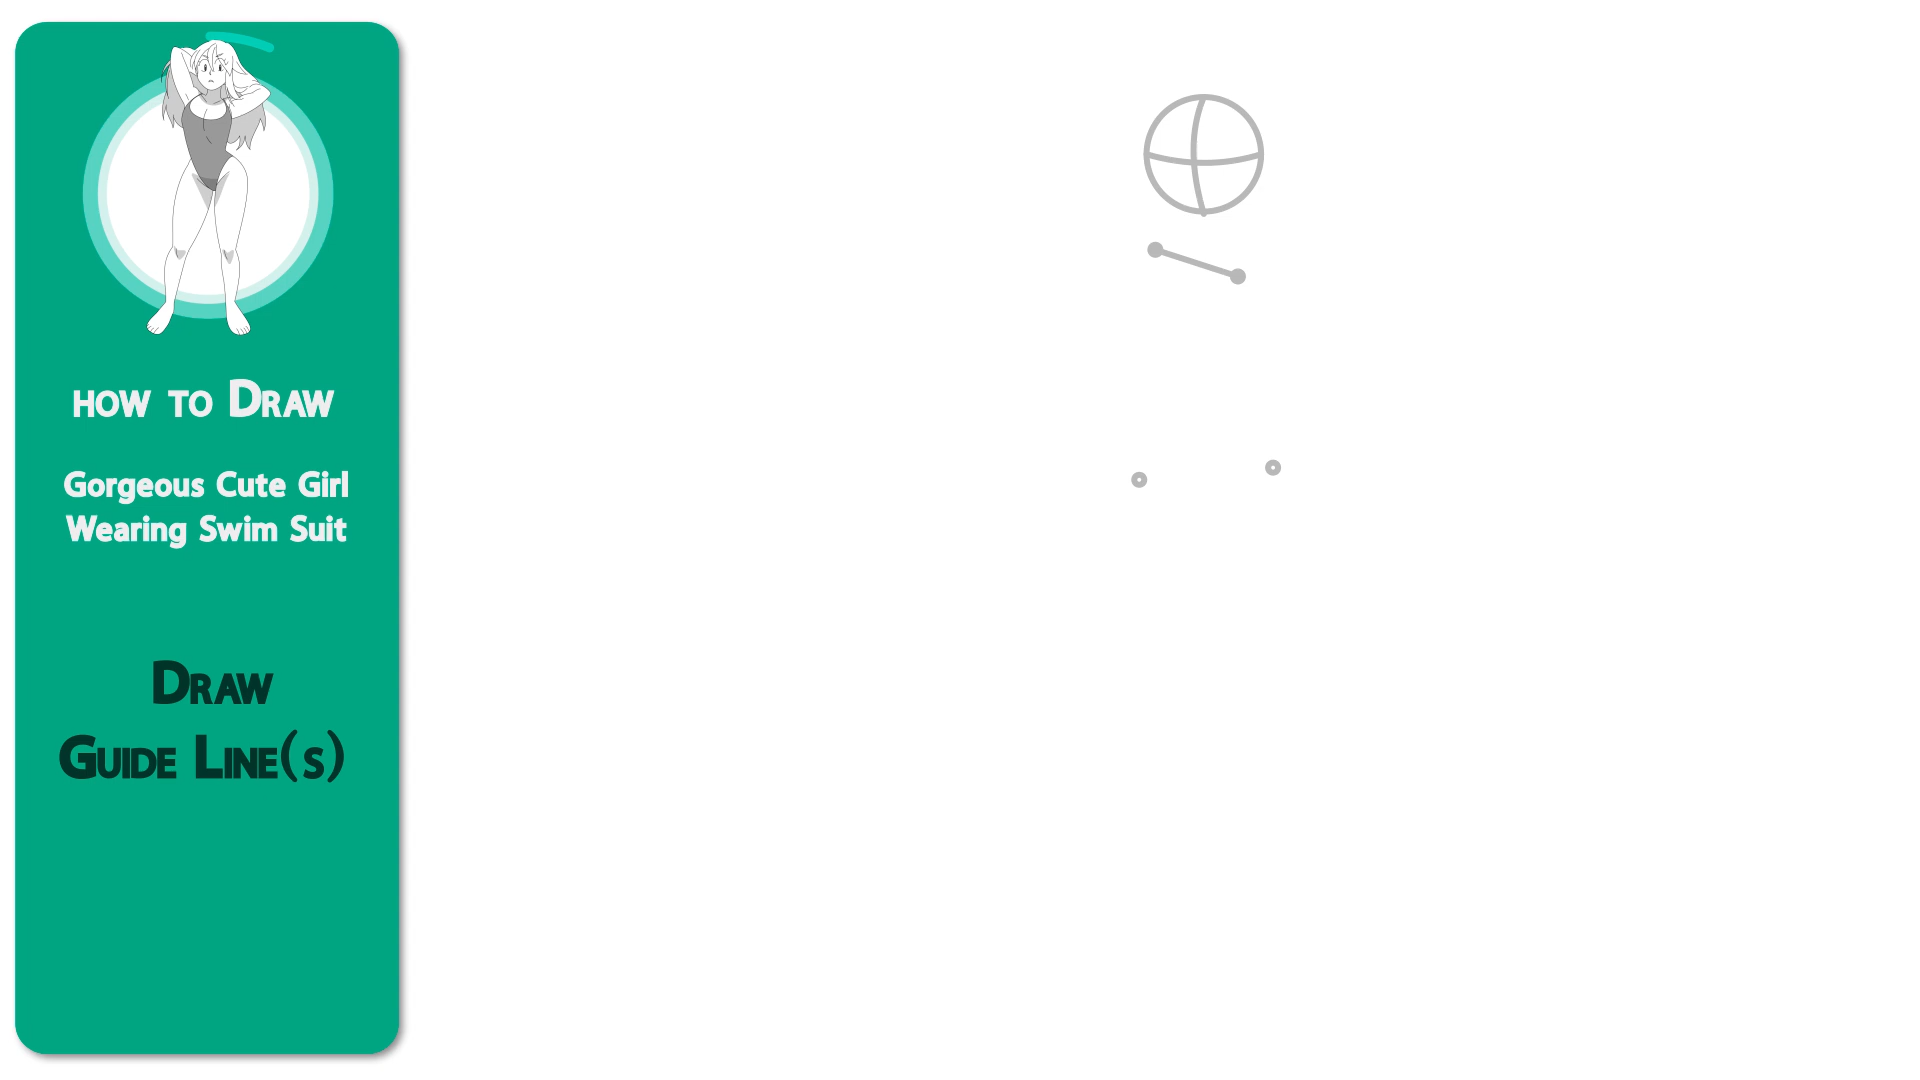 how to Draw
Gorgeous Cute Girl
Wearing Swim Suit
Draw
Guide Line(s)